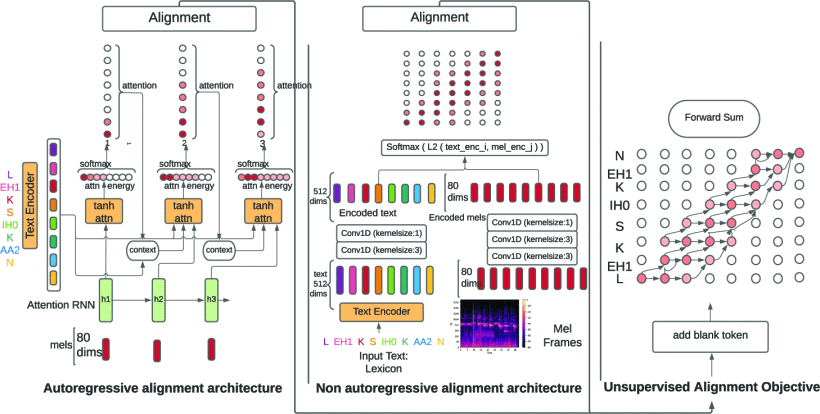 Alignment
attention
attention
attention
1
2
3
softmax
softmax
softmax
attn energy
attn energy
attn energy
tanh
attn
tanh
attn
tanh
attn
context
context
Text Encoder
L
EH1
K
S
IH0
K
AA2
N
Attention RNN
h1
h2
h3
mels
80
dims
Autoregressive alignment architecture
Alignment
Softmax ( L2 ( text_enc_i, mel_enc_j ) )
512
dims
Encoded text
80
dims
Encoded mels
Conv1D (kernelsize:1)
Conv1D (kernelsize:3)
Conv1D (kernelsize:1)
Conv1D (kernelsize:3)
Conv1D (kernelsize:3)
text
512
dims
80
dims
Text Encoder
L EH1 K S IH0 K AA2 N
Input Text:
Lexicon
Mel
Frames
Non autoregressive alignment architecture
Forward Sum
N
EH1
K
IH0
S
K
EH1
L
add blank token
Unsupervised Alignment Objective